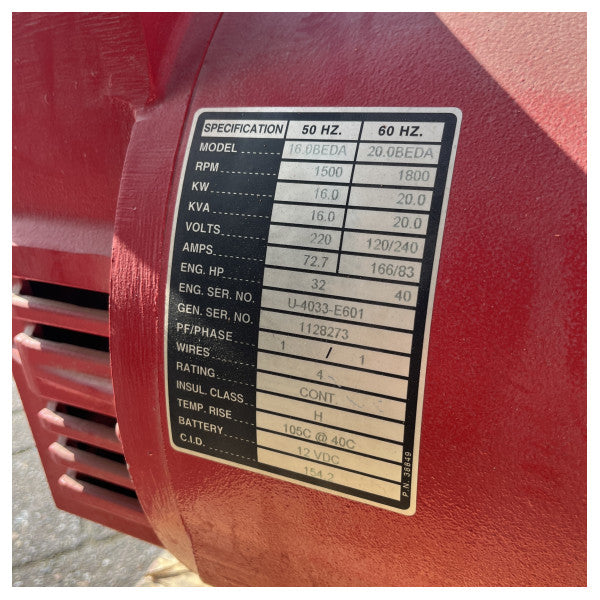 SPECIFICATION 50 HZ. 60 HZ.
MODEL 16.0BEDA 20.0BEDA
RPM 1500 1800
KW 16.0 20.0
KVA 16.0 20.0
VOLTS 220 120/240
AMPS 72.7 166/83
ENG. HP 32 40
ENG. SER. NO. U-4033-E601
GEN. SER. NO. 1128273
PF/PHASE 1 / 1
WIRES 4
RATING CONT.
INSUL. CLASS H
TEMP. RISE 105C @ 40C
BATTERY 12 VDC
C.I.D. 154.2
P.N. 38849